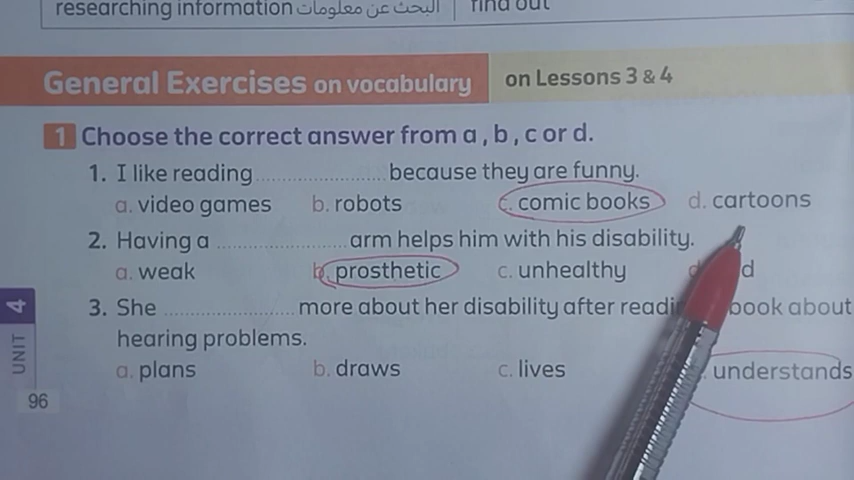 researching information البحث عن معلومات find out
General Exercises on vocabulary on Lessons 3 & 4
1 Choose the correct answer from a , b , c or d.
1. I like reading ...................... because they are funny.
a. video games b. robots c. comic books d. cartoons
2. Having a ...................... arm helps him with his disability.
a. weak b. prosthetic c. unhealthy
3. She ...................... more about her disability after book about
hearing problems.
a. plans b. draws c. lives understands
UNIT 4
96